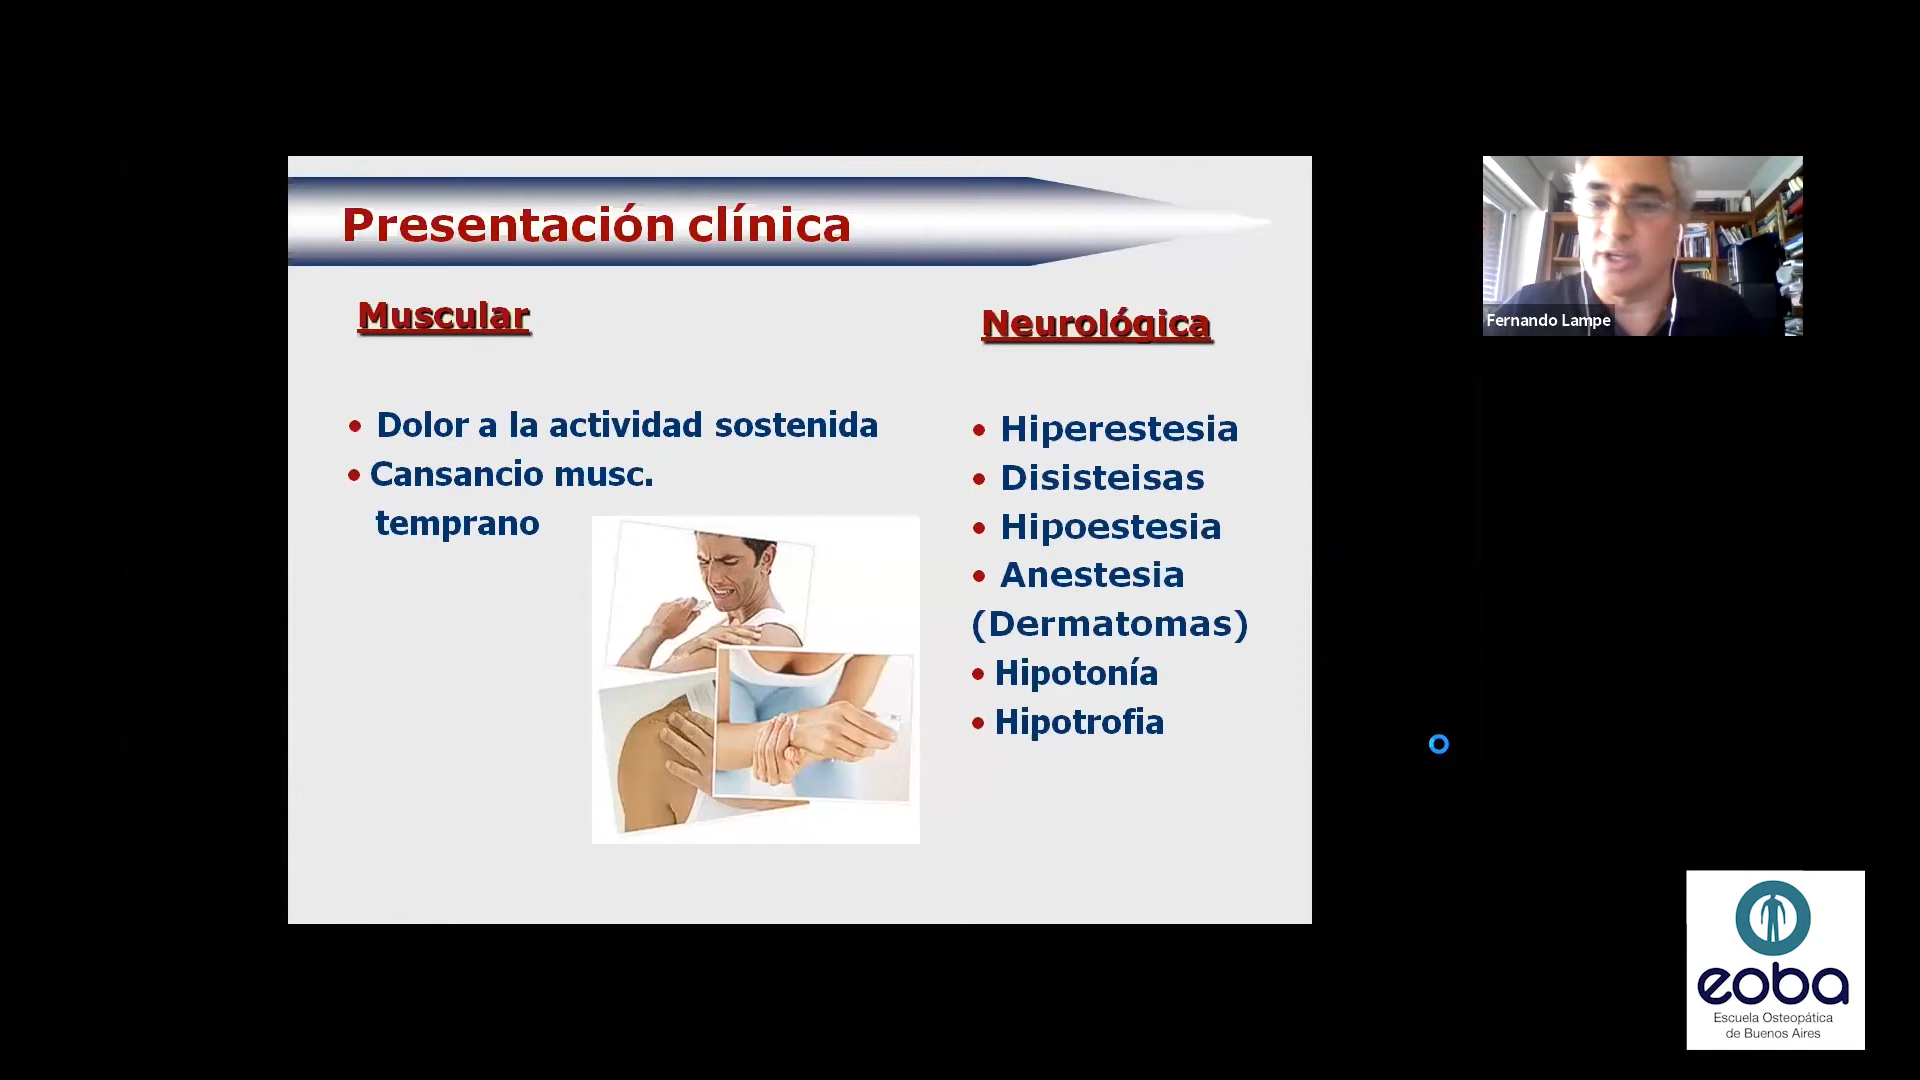 Presentación clínica
Muscular
• Dolor a la actividad sostenida
• Cansancio musc.
temprano
Neurológica
• Hiperestesia
• Disisteisas
• Hipoestesia
• Anestesia
(Dermatomas)
• Hipotonía
• Hipotrofia
Fernando Lampe
eoba
Escuela Osteopática
de Buenos Aires